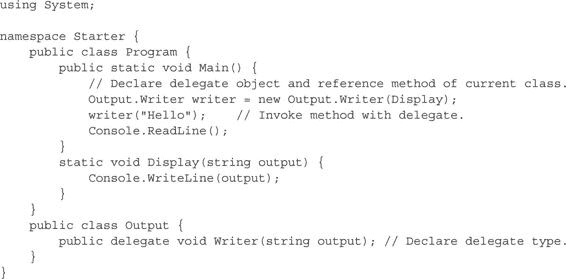 using System;
namespace Starter {
    public class Program {
        public static void Main() {
            // Declare delegate object and reference method of current class.
            Output.Writer writer = new Output.Writer(Display);
            writer("Hello");    // Invoke method with delegate.
            Console.ReadLine();
        }
        static void Display(string output) {
            Console.WriteLine(output);
        }
    }
    public class Output {
        public delegate void Writer(string output); // Declare delegate type.
    }
}